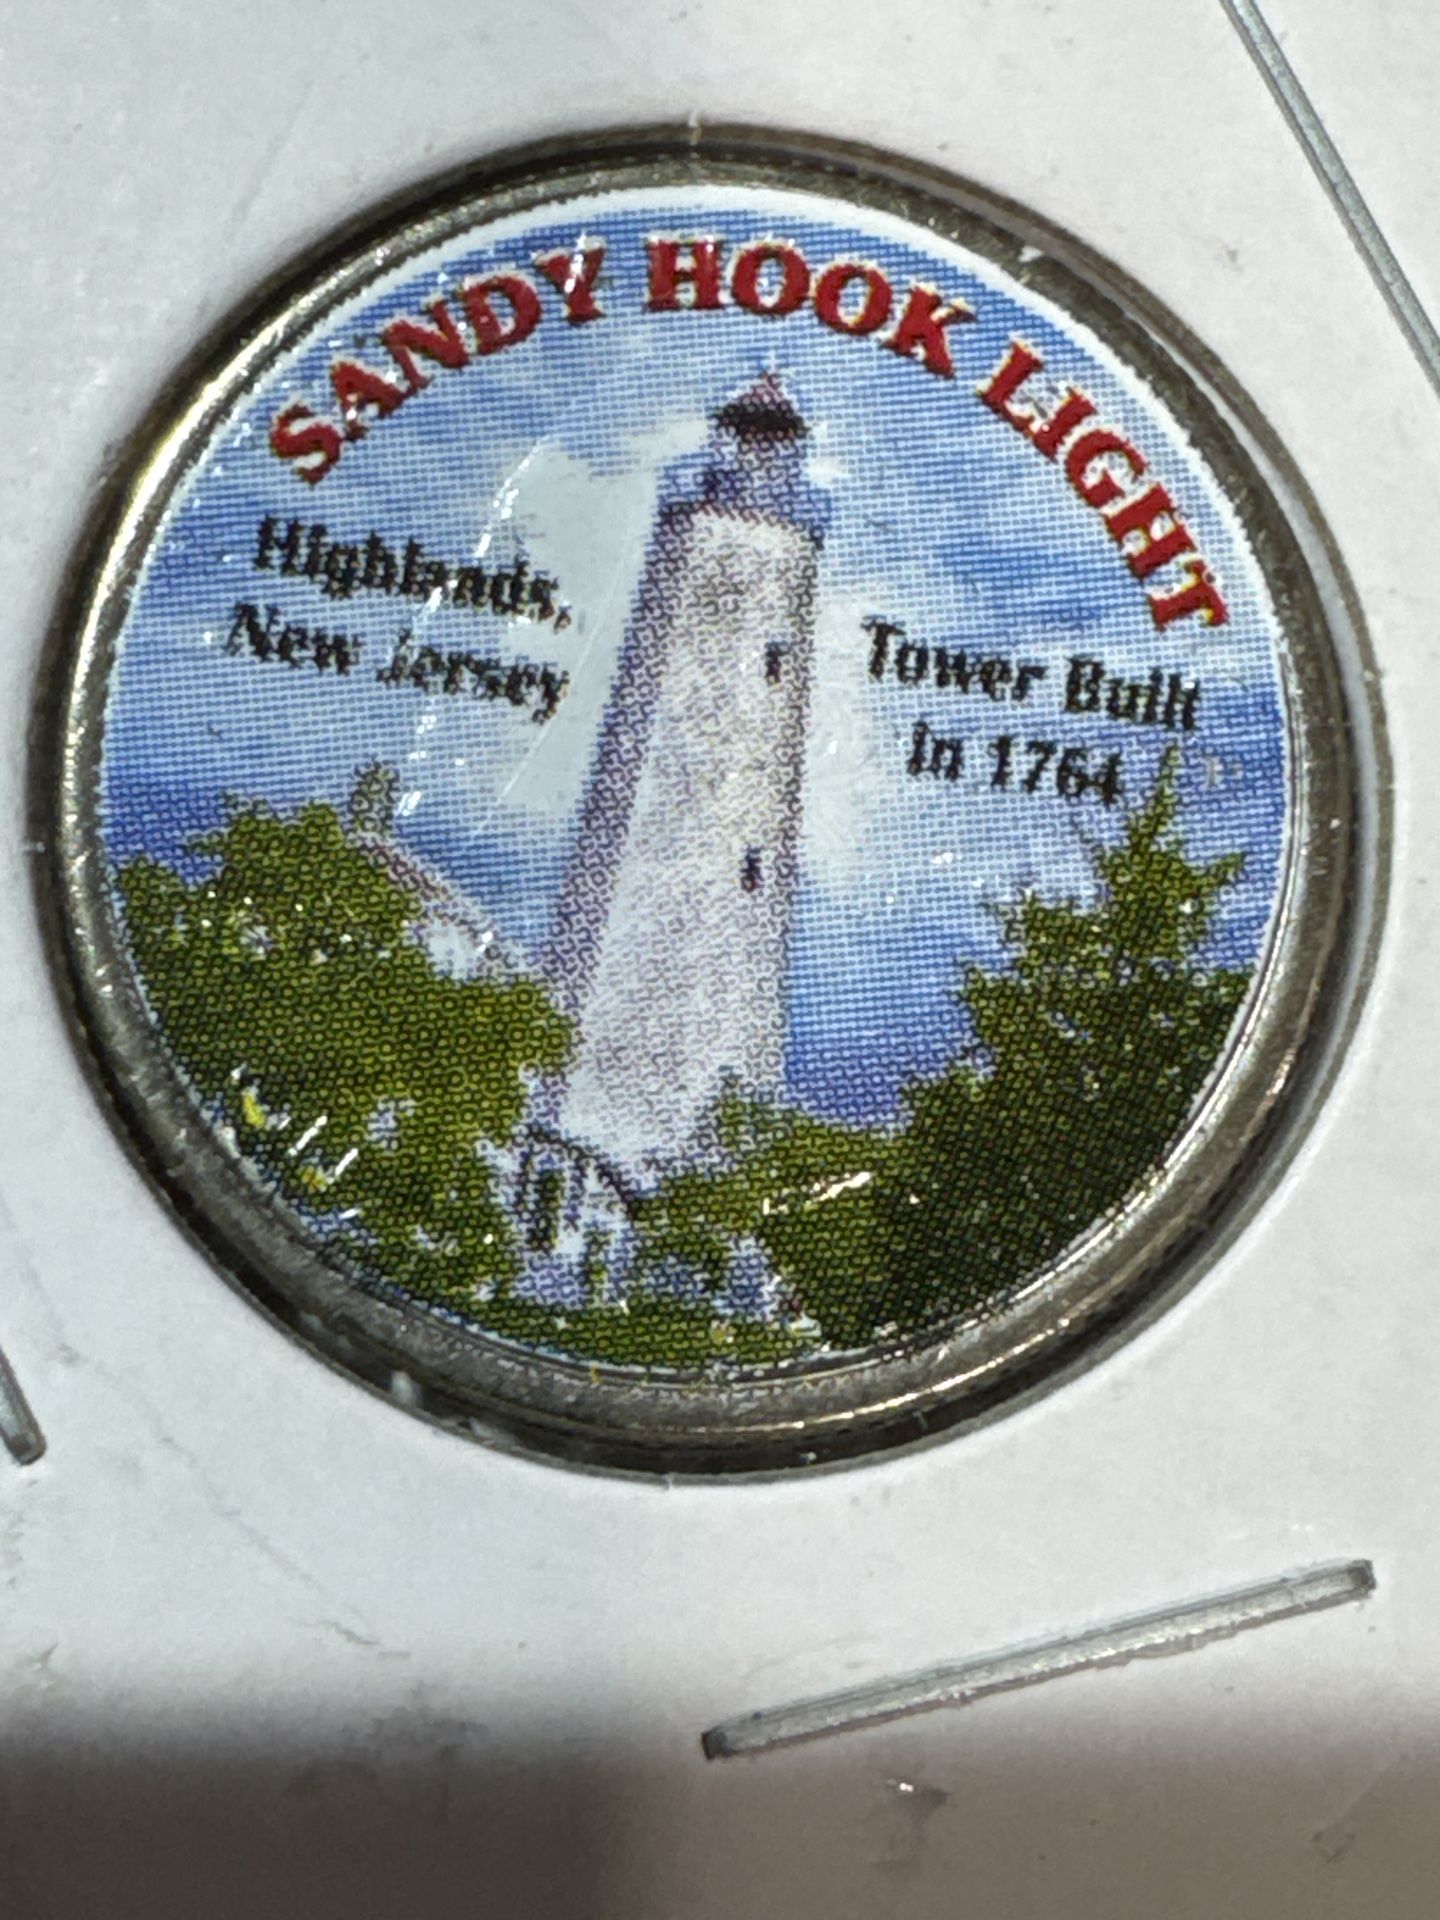 SANDY HOOK LIGHT
Highlands,
New Jersey
Tower Built
in 1764